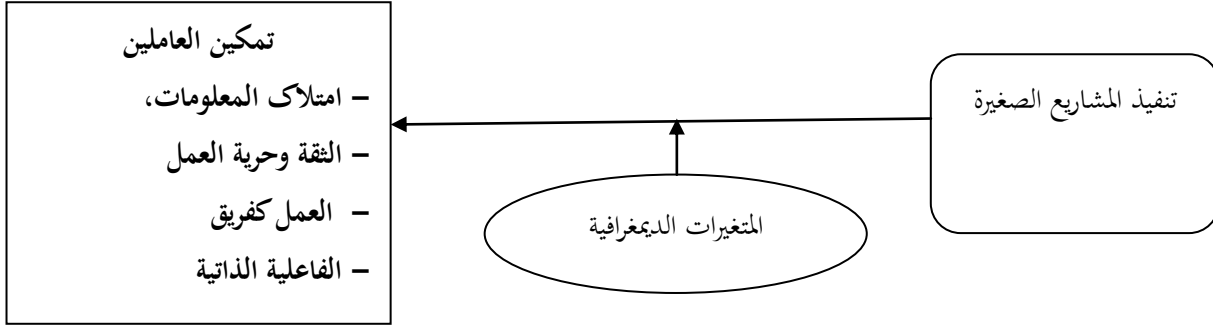 تنفيذ المشاريع الصغيرة
المتغيرات الديمغرافية
تمكين العاملين
– امتلاك المعلومات،
– الثقة وحرية العمل
– العمل كفريق
– الفاعلية الذاتية